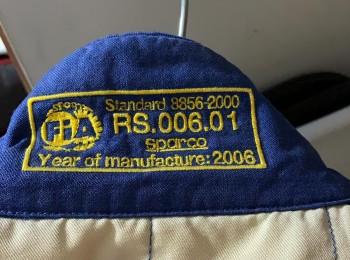 Standard 8856-2000
FIA
RS.006.01
sparco
Year of manufacture: 2006